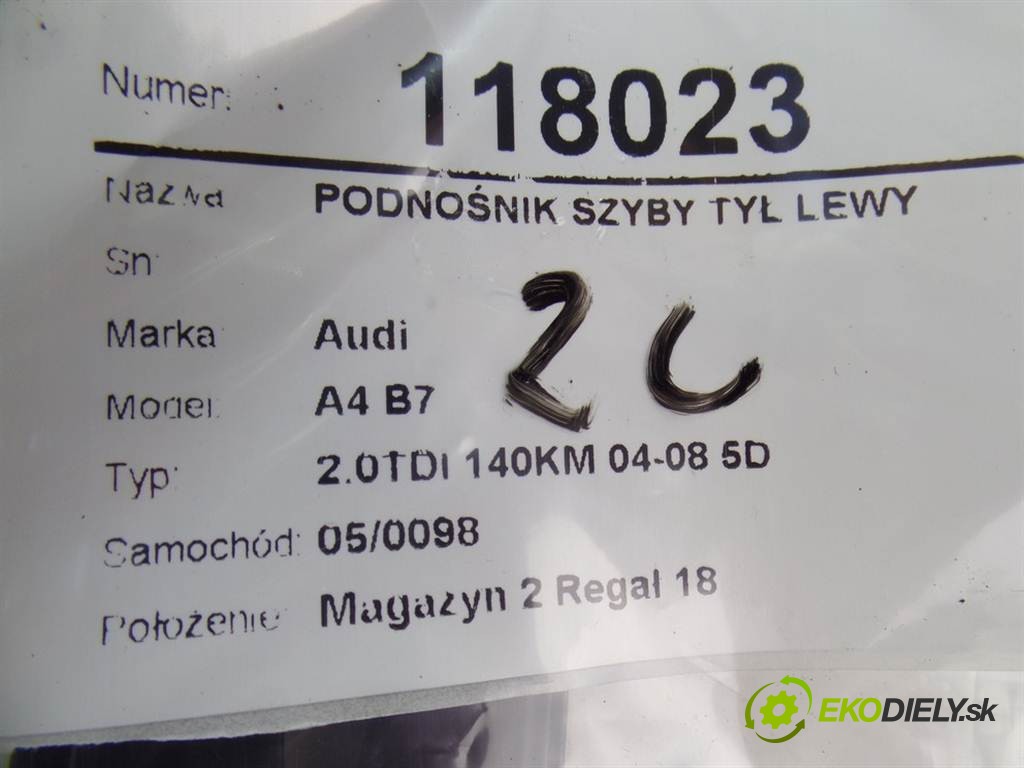 Numer: 118023
Nazwa PODNOŚNIK SZYBY TYŁ LEWY
Sn:
Marka: Audi
Model: A4 B7
Typ: 2.0TDI 140KM 04-08 5D
Samochód: 05/0098
Położenie: Magazyn 2 Regał 18
2C
EKODIELY.sk